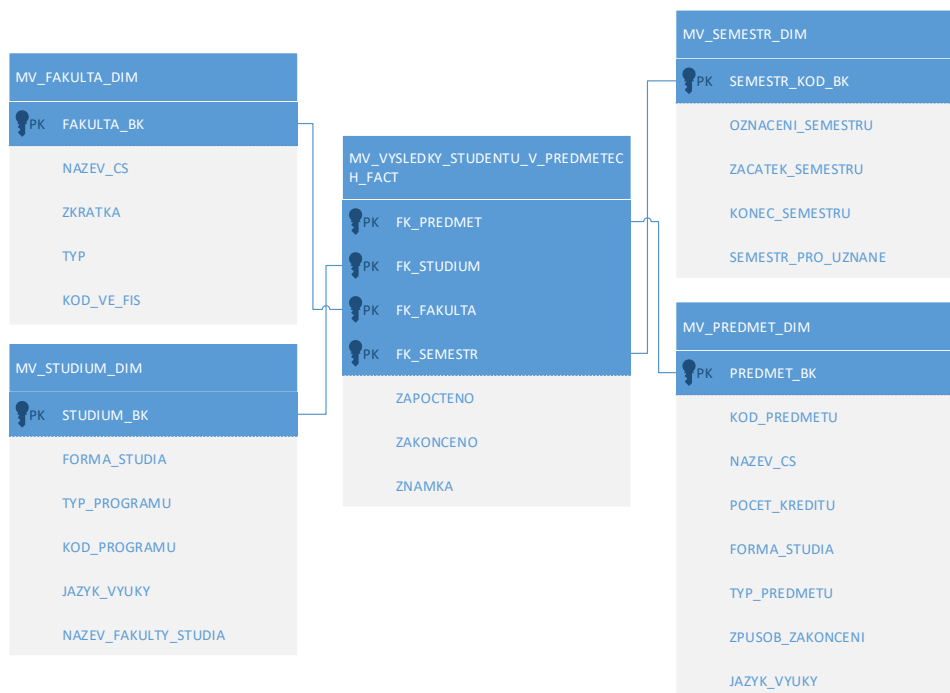 MV_FAKULTA_DIM
PK FAKULTA_BK
NAZEV_CS
ZKRATKA
TYP
KOD_VE_FIS
MV_STUDIUM_DIM
PK STUDIUM_BK
FORMA_STUDIA
TYP_PROGRAMU
KOD_PROGRAMU
JAZYK_VYUKY
NAZEV_FAKULTY_STUDIA
MV_VYSLEDKY_STUDENTU_V_PREDMETEC
H_FACT
PK FK_PREDMET
PK FK_STUDIUM
PK FK_FAKULTA
PK FK_SEMESTR
ZAPOCTENO
ZAKONCENO
ZNAMKA
MV_SEMESTR_DIM
PK SEMESTR_KOD_BK
OZNACENI_SEMESTRU
ZACATEK_SEMESTRU
KONEC_SEMESTRU
SEMESTR_PRO_UZNANE
MV_PREDMET_DIM
PK PREDMET_BK
KOD_PREDMETU
NAZEV_CS
POCET_KREDITU
FORMA_STUDIA
TYP_PREDMETU
ZPUSOB_ZAKONCENI
JAZYK_VYUKY